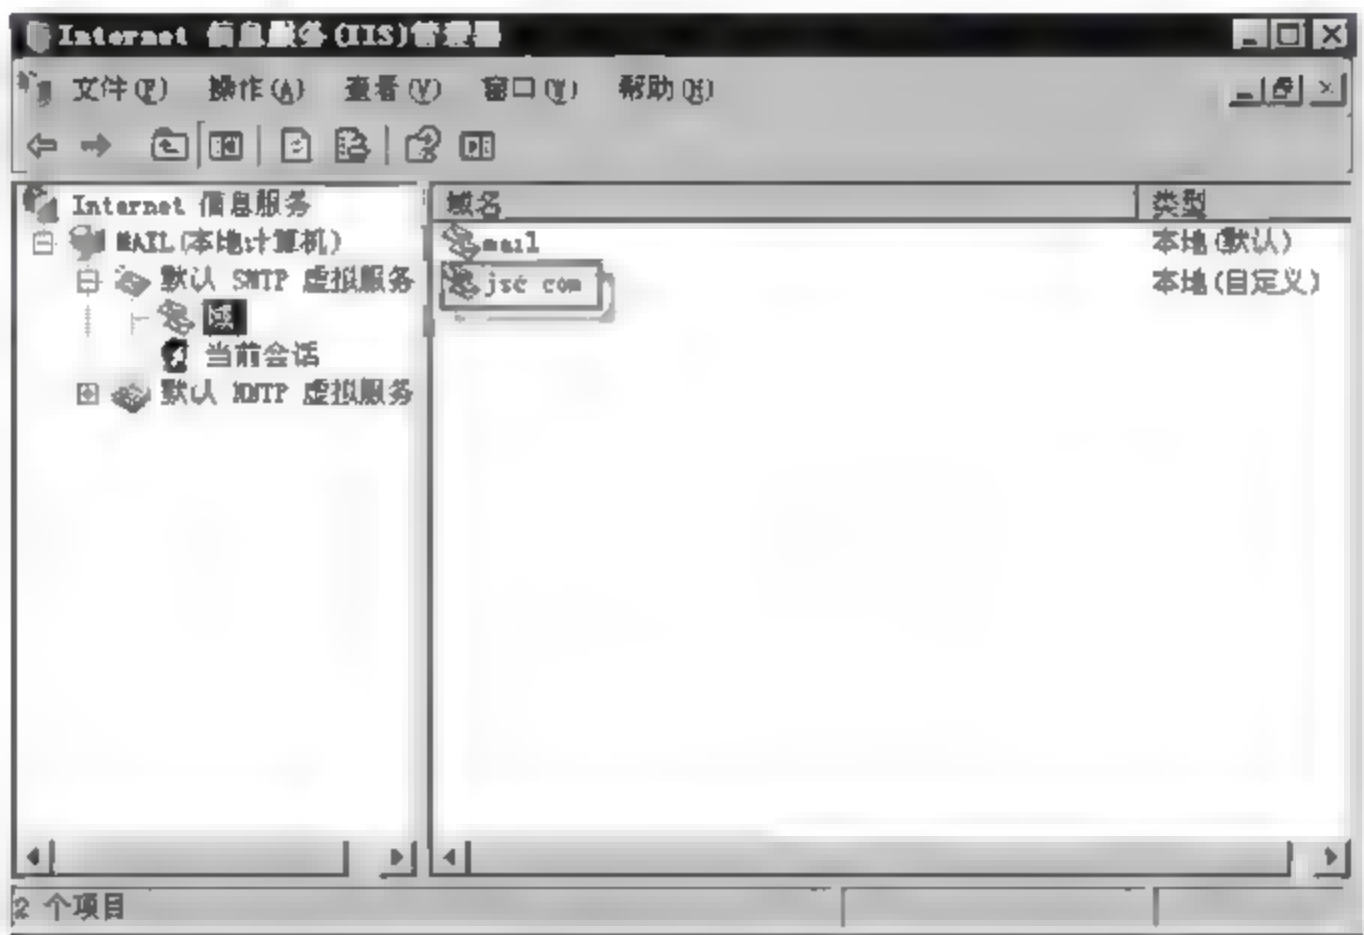 Internet 信息服务(IIS)管理器
文件(F) 操作(A) 查看(V) 窗口(W) 帮助(H)
Internet 信息服务
MAIL(本地计算机)
默认 SMTP 虚拟服务
域
当前会话
默认 NNTP 虚拟服务
域名 类型
mail 本地(默认)
jsc com 本地(自定义)
2 个项目